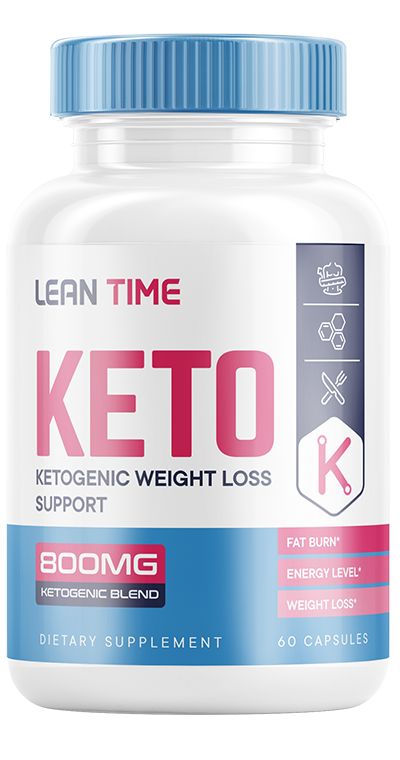 LEAN TIME
KETO
KETOGENIC WEIGHT LOSS
SUPPORT
800MG
KETOGENIC BLEND
FAT BURN*
ENERGY LEVEL*
WEIGHT LOSS*
DIETARY SUPPLEMENT
60 CAPSULES
K